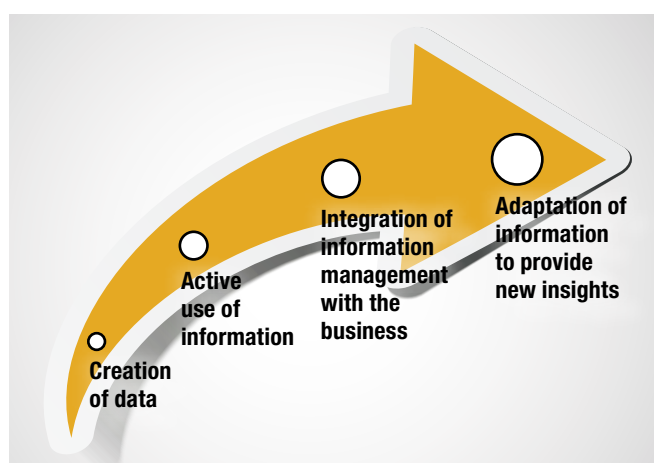 Creation
of data
Active
use of
information
Integration of
information
management
with the
business
Adaptation of
information
to provide
new insights